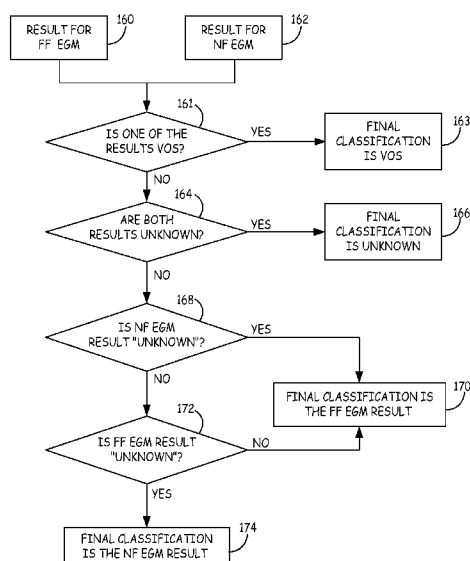 RESULT FOR
FF EGM
160
RESULT FOR
NF EGM
162
IS ONE OF THE
RESULTS VOS?
161
YES
FINAL
CLASSIFICATION
IS VOS
163
NO
ARE BOTH
RESULTS UNKNOWN?
164
YES
FINAL
CLASSIFICATION
IS UNKNOWN
166
NO
IS NF EGM
RESULT "UNKNOWN"?
168
YES
NO
FINAL CLASSIFICATION IS
THE FF EGM RESULT
170
IS FF EGM RESULT
"UNKNOWN"?
172
NO
YES
FINAL CLASSIFICATION
IS THE NF EGM RESULT
174